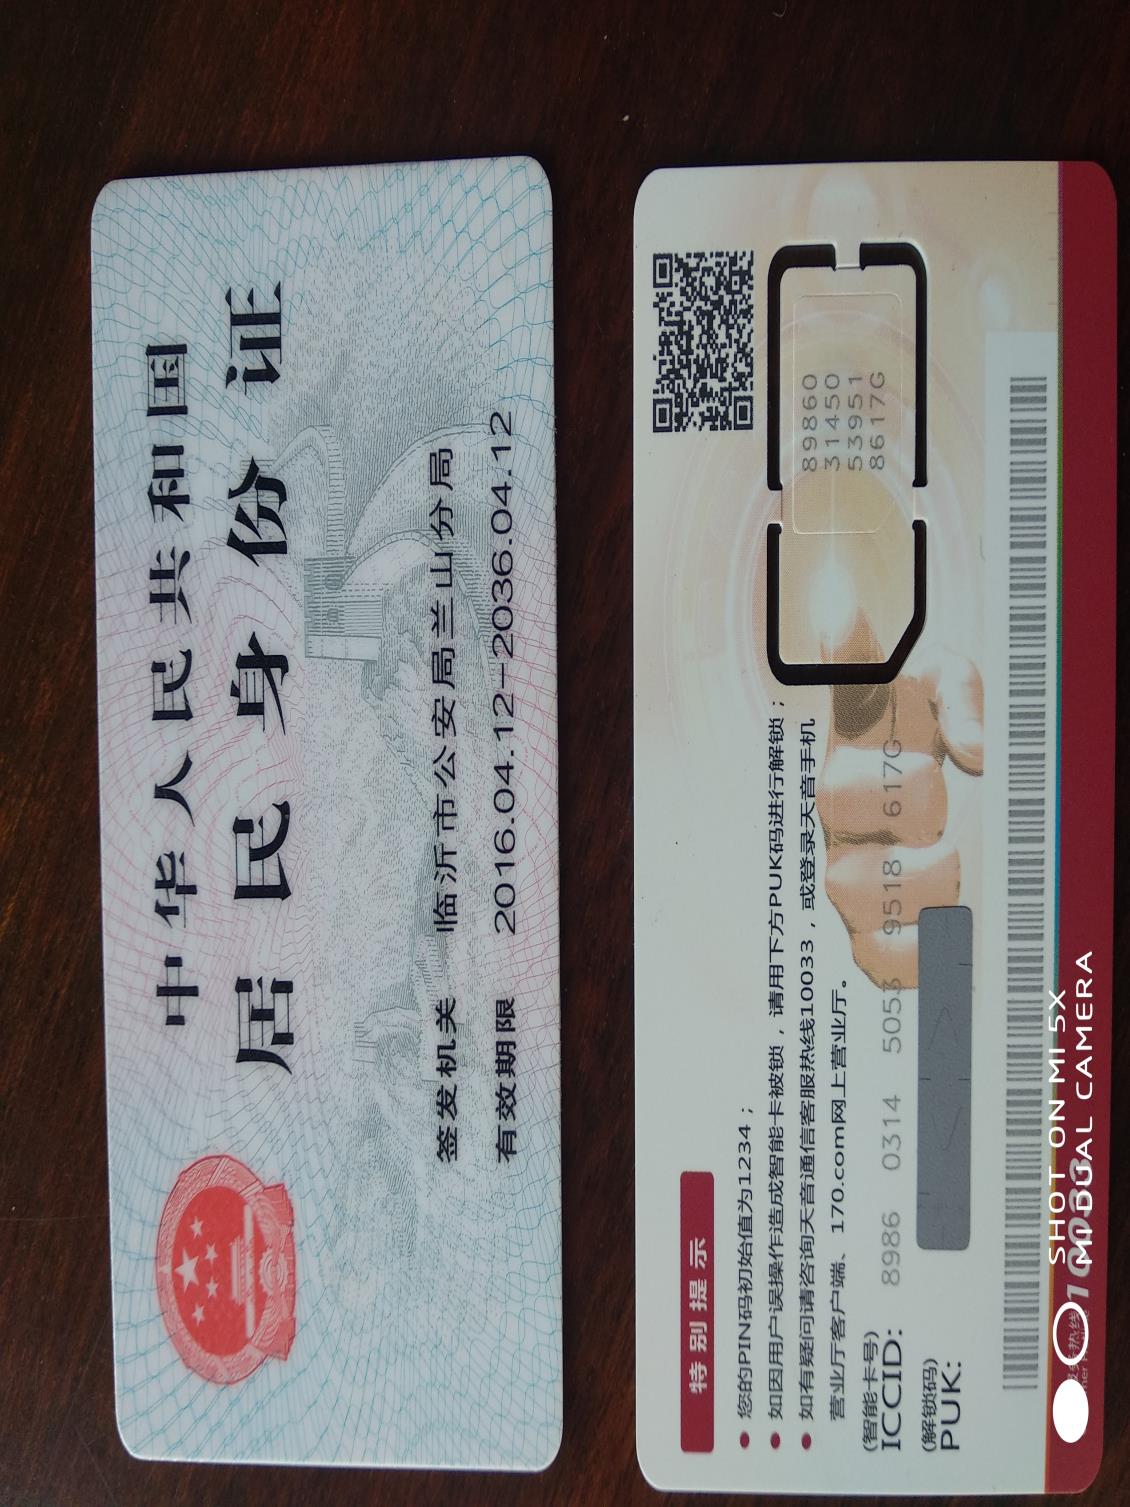 中华人民共和国
居民身份证
签发机关 临沂市公安局兰山分局
有效期限 2016.04.12-2036.04.12
特别提示
● 您的PIN码初始值为1234；
● 如因用户误操作造成智能卡被锁，请用下方PUK码进行解锁；
● 如有疑问请咨询天音通信客服热线10033，或登录天音手机
营业厅客户端、170.com网上营业厅。
(智能卡号)
ICCID: 8986 0314 5053 9518 617G
(解锁码)
PUK:
89860
31450
53951
8617G
10033
SHOT ON MI 5X
MI DUAL CAMERA